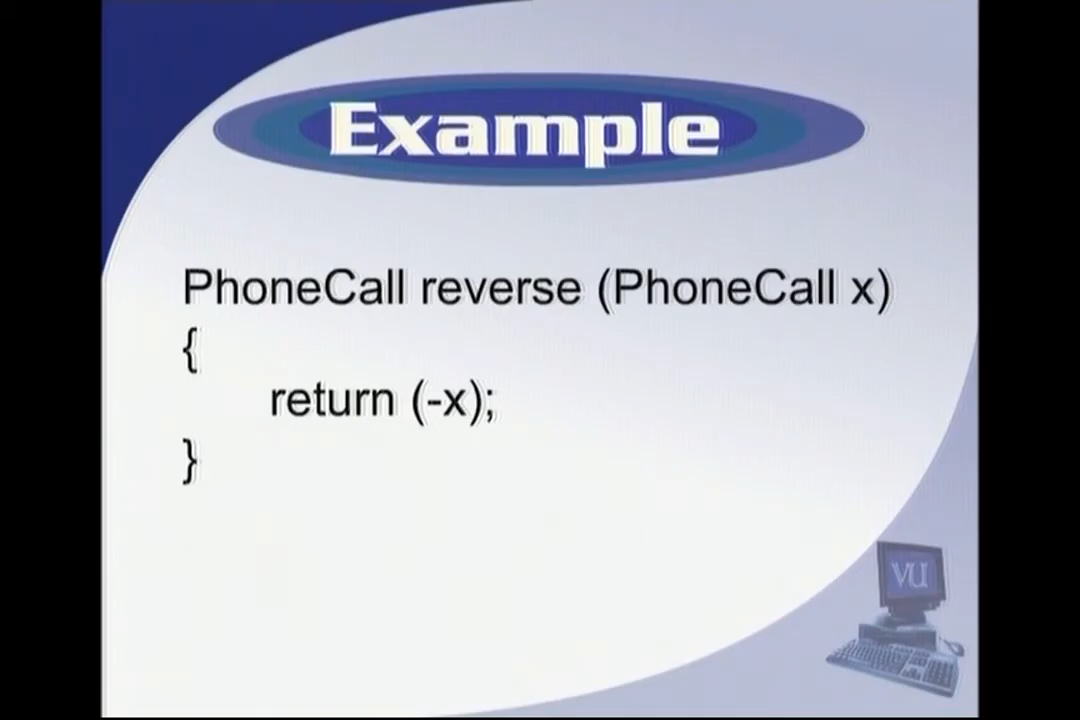 Example
PhoneCall reverse (PhoneCall x)
{
return (-x);
}
VU